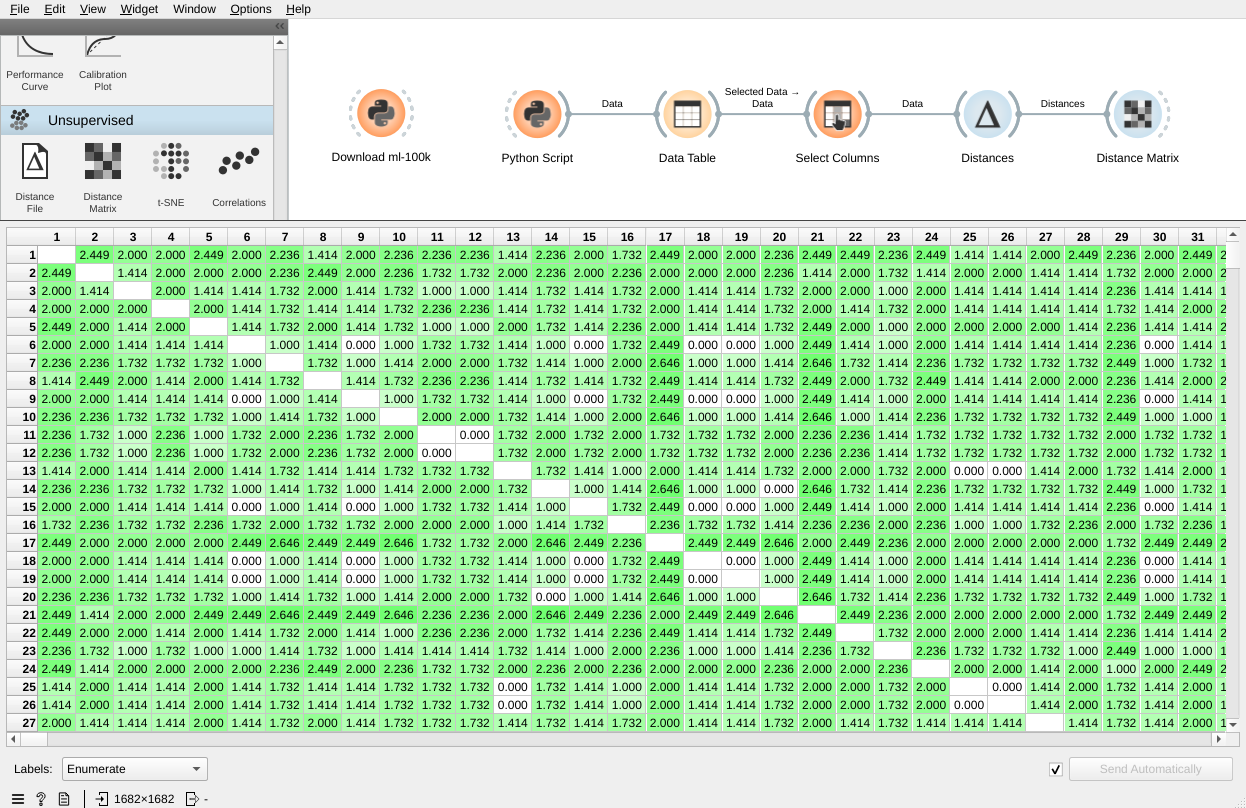 File Edit View Widget Window Options Help
Performance Curve
Calibration Plot
Unsupervised
Distance File
Distance Matrix
t-SNE
Correlations
Download ml-100k
Python Script
Data
Data Table
Selected Data → Data
Select Columns
Data
Distances
Distances
Distance Matrix
1 2 3 4 5 6 7 8 9 10 11 12 13 14 15 16 17 18 19 20 21 22 23 24 25 26 27 28 29 30 31
1 2.449 2.000 2.000 2.449 2.000 2.236 1.414 2.000 2.236 2.236 2.236 1.414 2.236 2.000 1.732 2.449 2.000 2.000 2.236 2.449 2.449 2.236 2.449 1.414 1.414 2.000 2.449 2.236 2.000 2.449
2 2.449 1.414 2.000 2.000 2.000 2.236 2.449 2.000 2.236 1.732 1.732 2.000 2.236 2.000 2.236 2.000 2.000 2.000 2.236 1.414 2.000 1.732 1.414 2.000 2.000 1.414 1.414 1.732 2.000 2.000
3 2.000 1.414 2.000 1.414 1.414 1.732 2.000 1.414 1.732 1.000 1.000 1.414 1.732 1.414 1.732 2.000 1.414 1.414 1.732 2.000 2.000 1.000 2.000 1.414 1.414 1.414 1.414 2.236 1.414 1.414
4 2.000 2.000 2.000 2.000 1.414 1.732 1.414 1.414 1.732 2.236 2.236 1.414 1.732 1.414 1.732 2.000 1.414 1.414 1.732 2.000 1.414 1.732 2.000 1.414 1.414 1.414 1.414 1.732 1.414 2.000
5 2.449 2.000 1.414 2.000 1.414 1.732 2.000 1.414 1.732 1.000 1.000 2.000 1.732 1.414 2.236 2.000 1.414 1.414 1.732 2.449 2.000 1.000 2.000 2.000 2.000 2.000 1.414 2.236 1.414 1.414
6 2.000 2.000 1.414 1.414 1.414 1.000 1.414 0.000 1.000 1.732 1.732 1.414 1.000 0.000 1.732 2.449 0.000 0.000 1.000 2.449 1.414 1.000 2.000 1.414 1.414 1.414 1.414 2.236 0.000 1.414
7 2.236 2.236 1.732 1.732 1.732 1.000 1.732 1.000 1.414 2.000 2.000 1.732 1.414 1.000 2.000 2.646 1.000 1.000 1.414 2.646 1.732 1.414 2.236 1.732 1.732 1.732 1.732 2.449 1.000 1.732
8 1.414 2.449 2.000 1.414 2.000 1.414 1.732 1.414 1.732 2.236 2.236 1.414 1.732 1.414 1.732 2.449 1.414 1.414 1.732 2.449 2.000 1.732 2.449 1.414 1.414 2.000 2.000 2.236 1.414 2.000
9 2.000 2.000 1.414 1.414 1.414 0.000 1.000 1.414 1.000 1.732 1.732 1.414 1.000 0.000 1.732 2.449 0.000 0.000 1.000 2.449 1.414 1.000 2.000 1.414 1.414 1.414 1.414 2.236 0.000 1.414
10 2.236 2.236 1.732 1.732 1.732 1.000 1.414 1.732 1.000 2.000 2.000 1.732 1.414 1.000 2.000 2.646 1.000 1.000 1.414 2.646 1.000 1.414 2.236 1.732 1.732 1.732 1.732 2.449 1.000 1.000
11 2.236 1.732 1.000 2.236 1.000 1.732 2.000 2.236 1.732 2.000 0.000 1.732 2.000 1.732 2.000 1.732 1.732 1.732 2.000 2.236 2.236 1.414 1.732 1.732 1.732 1.732 1.732 2.000 1.732 1.732
12 2.236 1.732 1.000 2.236 1.000 1.732 2.000 2.236 1.732 2.000 0.000 1.732 2.000 1.732 2.000 1.732 1.732 1.732 2.000 2.236 2.236 1.414 1.732 1.732 1.732 1.732 1.732 2.000 1.732 1.732
13 1.414 2.000 1.414 1.414 2.000 1.414 1.732 1.414 1.414 1.732 1.732 1.732 1.732 1.414 1.000 2.000 1.414 1.414 1.732 2.000 2.000 1.732 2.000 0.000 0.000 1.414 2.000 1.732 1.414 2.000
14 2.236 2.236 1.732 1.732 1.732 1.000 1.414 1.732 1.000 1.414 2.000 2.000 1.732 1.000 1.414 2.646 1.000 1.000 0.000 2.646 1.732 1.414 2.236 1.732 1.732 1.732 1.732 2.449 1.000 1.732
15 2.000 2.000 1.414 1.414 1.414 0.000 1.000 1.414 0.000 1.000 1.732 1.732 1.414 1.000 1.732 2.449 0.000 0.000 1.000 2.449 1.414 1.000 2.000 1.414 1.414 1.414 1.414 2.236 0.000 1.414
16 1.732 2.236 1.732 1.732 2.236 1.732 2.000 1.732 1.732 2.000 2.000 2.000 1.000 1.414 1.732 2.236 1.732 1.732 1.414 2.236 2.236 2.000 2.236 1.000 1.000 1.732 2.236 2.000 1.732 2.236
17 2.449 2.000 2.000 2.000 2.000 2.449 2.646 2.449 2.449 2.646 1.732 1.732 2.000 2.646 2.449 2.236 2.449 2.449 2.646 2.000 2.449 2.236 2.000 2.000 2.000 2.000 2.000 1.732 2.449 2.449
18 2.000 2.000 1.414 1.414 1.414 0.000 1.000 1.414 0.000 1.000 1.732 1.732 1.414 1.000 0.000 1.732 2.449 0.000 1.000 2.449 1.414 1.000 2.000 1.414 1.414 1.414 1.414 2.236 0.000 1.414
19 2.000 2.000 1.414 1.414 1.414 0.000 1.000 1.414 0.000 1.000 1.732 1.732 1.414 1.000 0.000 1.732 2.449 0.000 1.000 2.449 1.414 1.000 2.000 1.414 1.414 1.414 1.414 2.236 0.000 1.414
20 2.236 2.236 1.732 1.732 1.732 1.000 1.414 1.732 1.000 1.414 2.000 2.000 1.732 0.000 1.000 1.414 2.646 1.000 1.000 2.646 1.732 1.414 2.236 1.732 1.732 1.732 1.732 2.449 1.000 1.732
21 2.449 1.414 2.000 2.000 2.449 2.449 2.646 2.449 2.449 2.646 2.236 2.236 2.000 2.646 2.449 2.236 2.000 2.449 2.449 2.646 2.449 2.236 2.000 2.000 2.000 2.000 2.000 1.732 2.449 2.449
22 2.449 2.000 2.000 1.414 2.000 1.414 1.732 2.000 1.414 1.000 2.236 2.236 2.000 1.732 1.414 2.236 2.449 1.414 1.414 1.732 2.449 1.732 2.000 2.000 2.000 1.414 1.414 2.236 1.414 1.414
23 2.236 1.732 1.000 1.732 1.000 1.000 1.414 1.732 1.000 1.414 1.414 1.414 1.732 1.414 1.000 2.000 2.236 1.000 1.000 1.414 2.236 1.732 2.236 1.732 1.732 1.732 1.000 2.449 1.000 1.000
24 2.449 1.414 2.000 2.000 2.000 2.000 2.236 2.449 2.000 2.236 1.732 1.732 2.000 2.236 2.000 2.236 2.000 2.000 2.000 2.236 2.000 2.000 2.236 2.000 2.000 1.414 2.000 1.000 2.000 2.449
25 1.414 2.000 1.414 1.414 2.000 1.414 1.732 1.414 1.414 1.732 1.732 1.732 0.000 1.732 1.414 1.000 2.000 1.414 1.414 1.732 2.000 2.000 1.732 2.000 0.000 1.414 2.000 1.732 1.414 2.000
26 1.414 2.000 1.414 1.414 2.000 1.414 1.732 1.414 1.414 1.732 1.732 1.732 0.000 1.732 1.414 1.000 2.000 1.414 1.414 1.732 2.000 2.000 1.732 2.000 0.000 1.414 2.000 1.732 1.414 2.000
27 2.000 1.414 1.414 1.414 2.000 1.414 1.732 2.000 1.414 1.732 1.732 1.732 1.414 1.732 1.414 1.732 2.000 1.414 1.414 1.732 2.000 1.414 1.732 1.414 1.414 1.414 1.414 1.732 1.414 2.000
Labels: Enumerate
Send Automatically
1682×1682 -